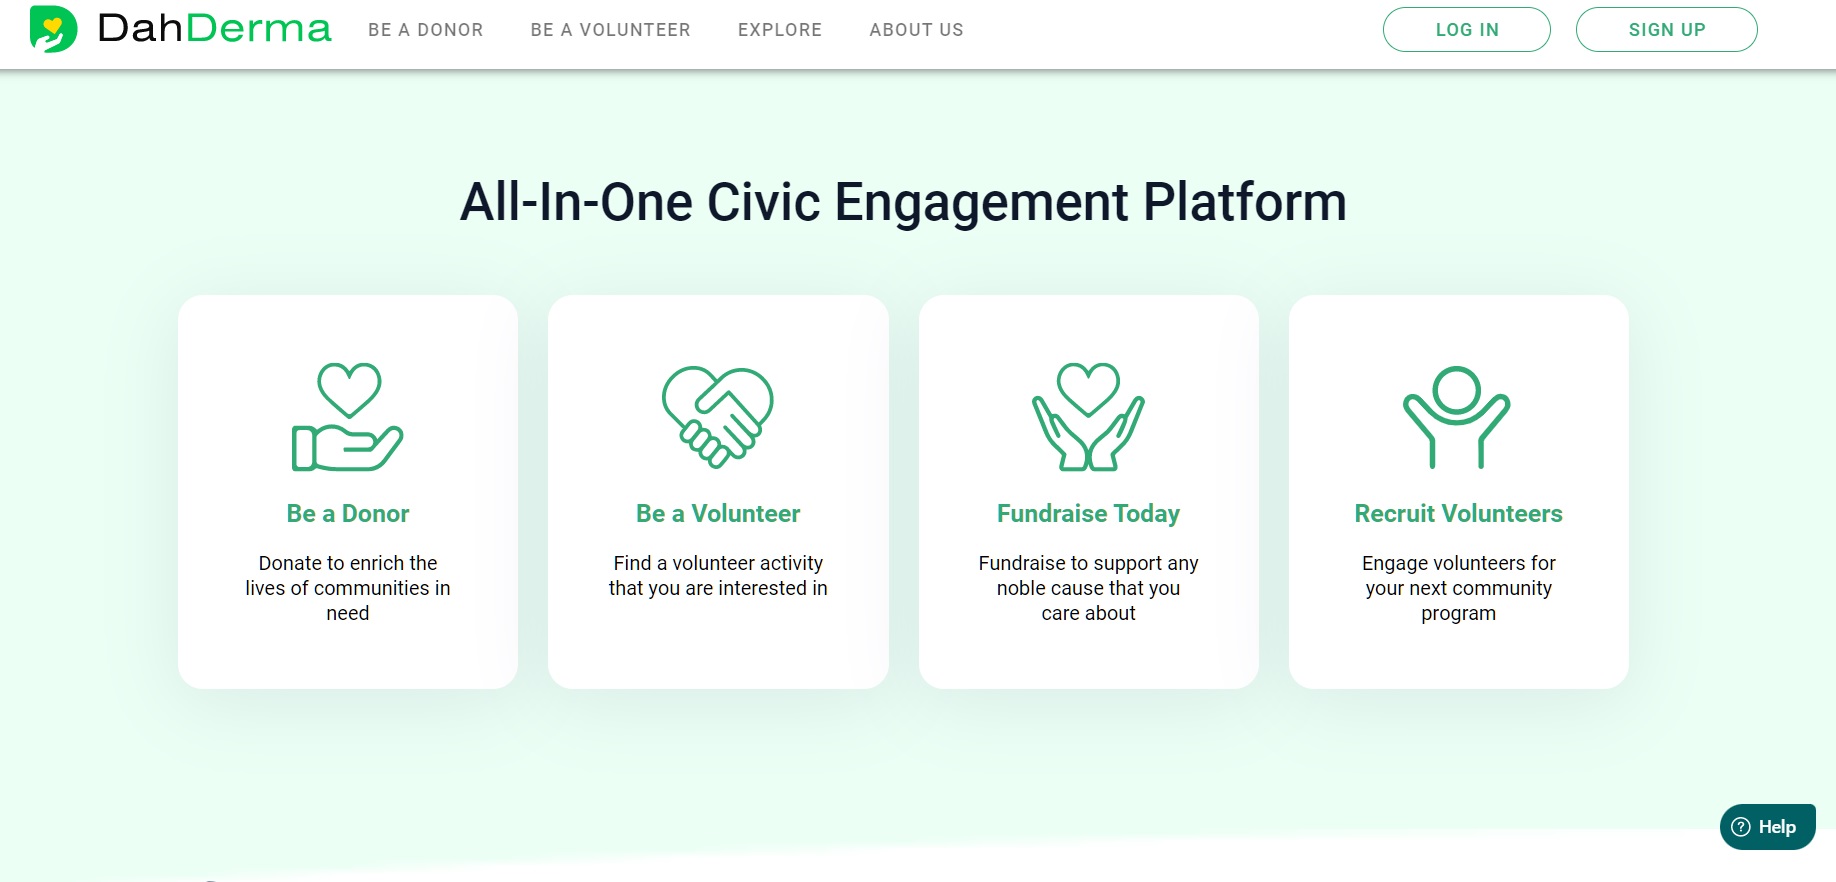 DahDerma
BE A DONOR
BE A VOLUNTEER
EXPLORE
ABOUT US
LOG IN
SIGN UP
All-In-One Civic Engagement Platform
Be a Donor
Donate to enrich the
lives of communities in
need
Be a Volunteer
Find a volunteer activity
that you are interested in
Fundraise Today
Fundraise to support any
noble cause that you
care about
Recruit Volunteers
Engage volunteers for
your next community
program
? Help